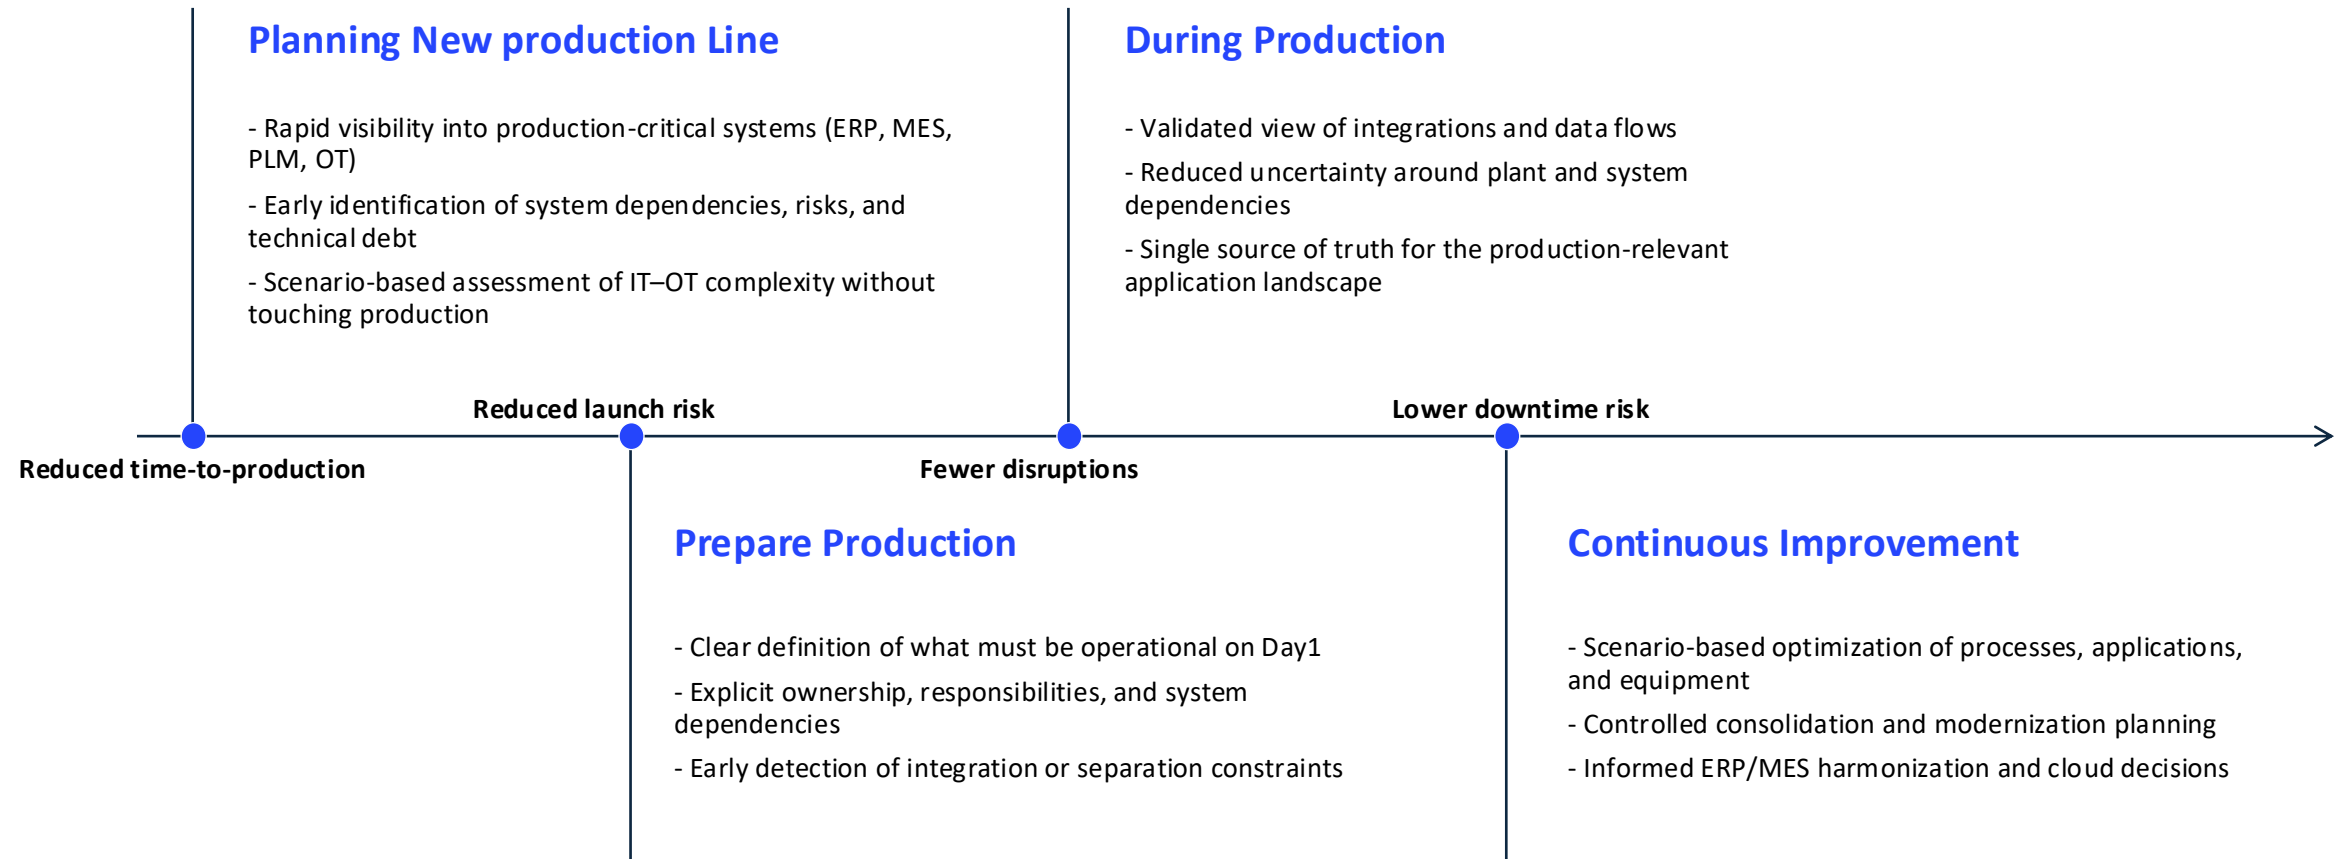 Planning New production Line
- Rapid visibility into production-critical systems (ERP, MES,
PLM, OT)
- Early identification of system dependencies, risks, and
technical debt
- Scenario-based assessment of IT–OT complexity without
touching production
During Production
- Validated view of integrations and data flows
- Reduced uncertainty around plant and system
dependencies
- Single source of truth for the production-relevant
application landscape
Reduced launch risk
Lower downtime risk
Reduced time-to-production
Fewer disruptions
Prepare Production
- Clear definition of what must be operational on Day1
- Explicit ownership, responsibilities, and system
dependencies
- Early detection of integration or separation constraints
Continuous Improvement
- Scenario-based optimization of processes, applications,
and equipment
- Controlled consolidation and modernization planning
- Informed ERP/MES harmonization and cloud decisions